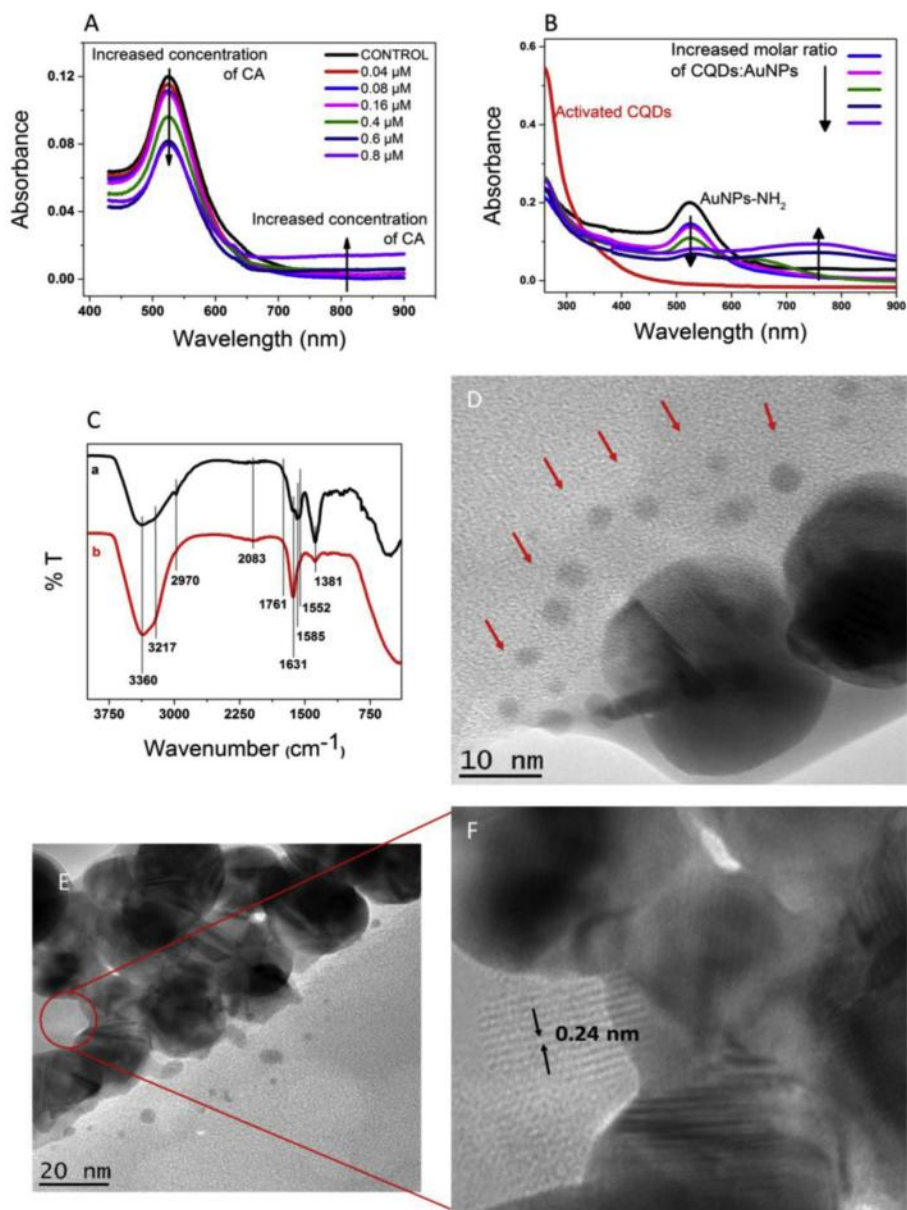 A
Increased concentration
of CA
CONTROL
0.04 µM
0.08 µM
0.16 µM
0.4 µM
0.6 µM
0.8 µM
Increased concentration
of CA
0.12
0.08
0.04
0.00
Absorbance
400
500
600
700
800
900
Wavelength (nm)
B
Increased molar ratio
of CQDs:AuNPs
Activated CQDs
AuNPs-NH₂
0.6
0.4
0.2
0.0
Absorbance
300
400
500
600
700
800
900
Wavelength (nm)
C
a
b
% T
2970
2083
1381
1761
1552
3217
1585
1631
3360
3750
3000
2250
1500
750
Wavenumber (cm⁻¹)
D
10 nm
E
20 nm
F
0.24 nm